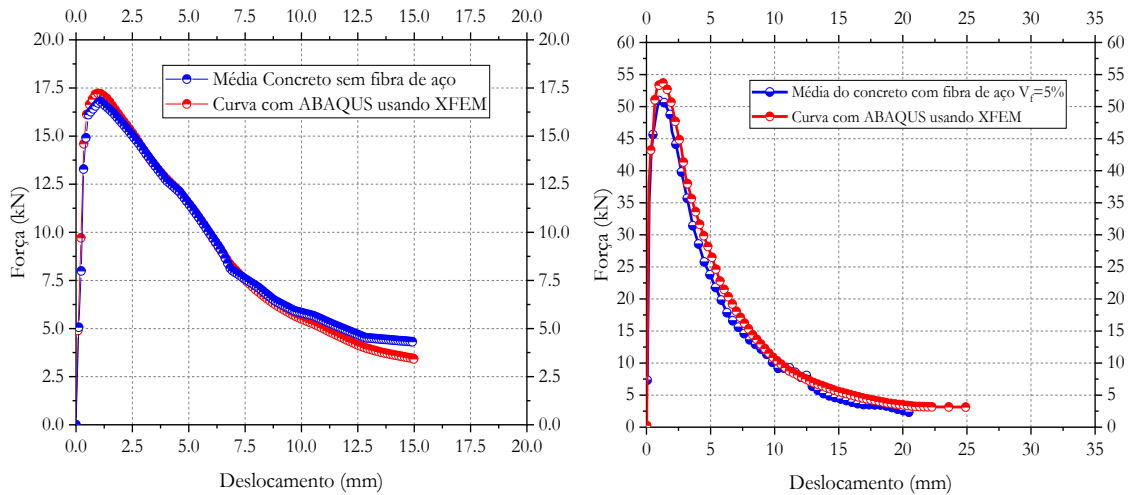 0.0 2.5 5.0 7.5 10.0 12.5 15.0 17.5 20.0
20.0 20.0
17.5 17.5
15.0 15.0
12.5 12.5
10.0 10.0
7.5 7.5
5.0 5.0
2.5 2.5
0.0 0.0
0.0 2.5 5.0 7.5 10.0 12.5 15.0 17.5 20.0
Média Concreto sem fibra de aço
Curva com ABAQUS usando XFEM
Força (kN)
Deslocamento (mm)
0 5 10 15 20 25 30 35
60 60
55 55
50 50
45 45
40 40
35 35
30 30
25 25
20 20
15 15
10 10
5 5
0 0
0 5 10 15 20 25 30 35
Média do concreto com fibra de aço Vf=5%
Curva com ABAQUS usando XFEM
Força (kN)
Deslocamento (mm)